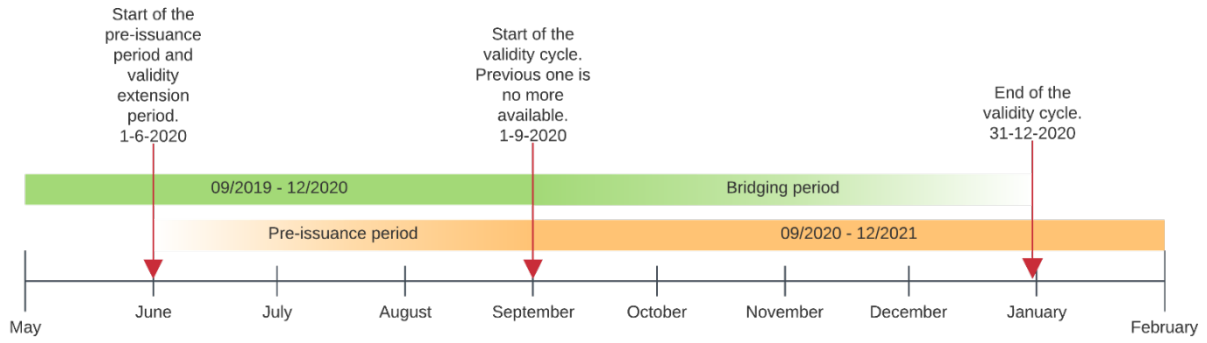 Start of the
pre-issuance
period and
validity
extension
period.
1-6-2020
Start of the
validity cycle.
Previous one is
no more
available.
1-9-2020
End of the
validity cycle.
31-12-2020
09/2019 - 12/2020
Bridging period
Pre-issuance period
09/2020 - 12/2021
May
June
July
August
September
October
November
December
January
February